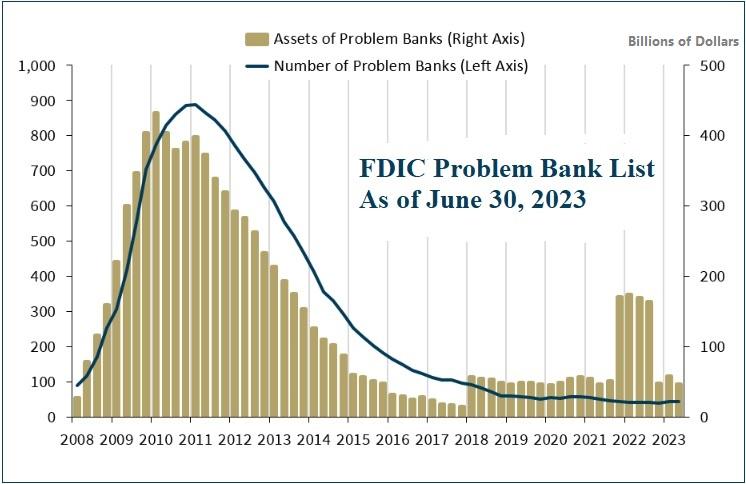 Assets of Problem Banks (Right Axis)
Billions of Dollars
Number of Problem Banks (Left Axis)
1,000
900
800
700
600
500
400
300
200
100
0
500
400
300
200
100
0
FDIC Problem Bank List
As of June 30, 2023
2008 2009 2010 2011 2012 2013 2014 2015 2016 2017 2018 2019 2020 2021 2022 2023